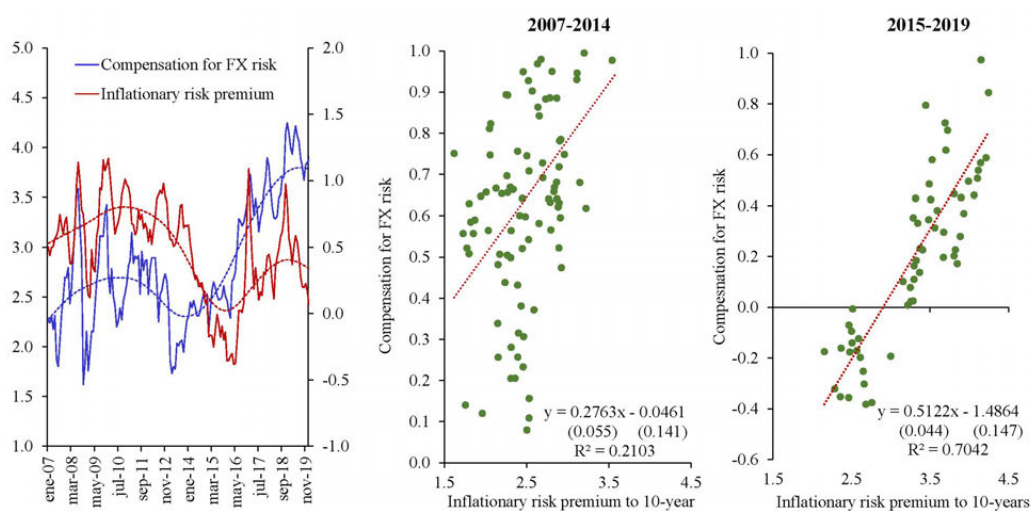 5.0
4.5
4.0
3.5
3.0
2.5
2.0
1.5
1.0
2.0
1.5
1.0
0.5
0.0
-0.5
-1.0
Compensation for FX risk
Inflationary risk premium
ene-07
mar-08
may-09
jul-10
sep-11
nov-12
ene-14
mar-15
may-16
jul-17
sep-18
nov-19
2007-2014
Compensation for FX risk
1.0
0.9
0.8
0.7
0.6
0.5
0.4
0.3
0.2
0.1
0.0
y = 0.2763x - 0.0461
(0.055) (0.141)
R² = 0.2103
1.5 2.5 3.5 4.5
Inflationary risk premium to 10-year
2015-2019
Compesnation for FX risk
1.0
0.8
0.6
0.4
0.2
0.0
-0.2
-0.4
-0.6
y = 0.5122x - 1.4864
(0.044) (0.147)
R² = 0.7042
1.5 2.5 3.5 4.5
Inflationary risk premium to 10-years